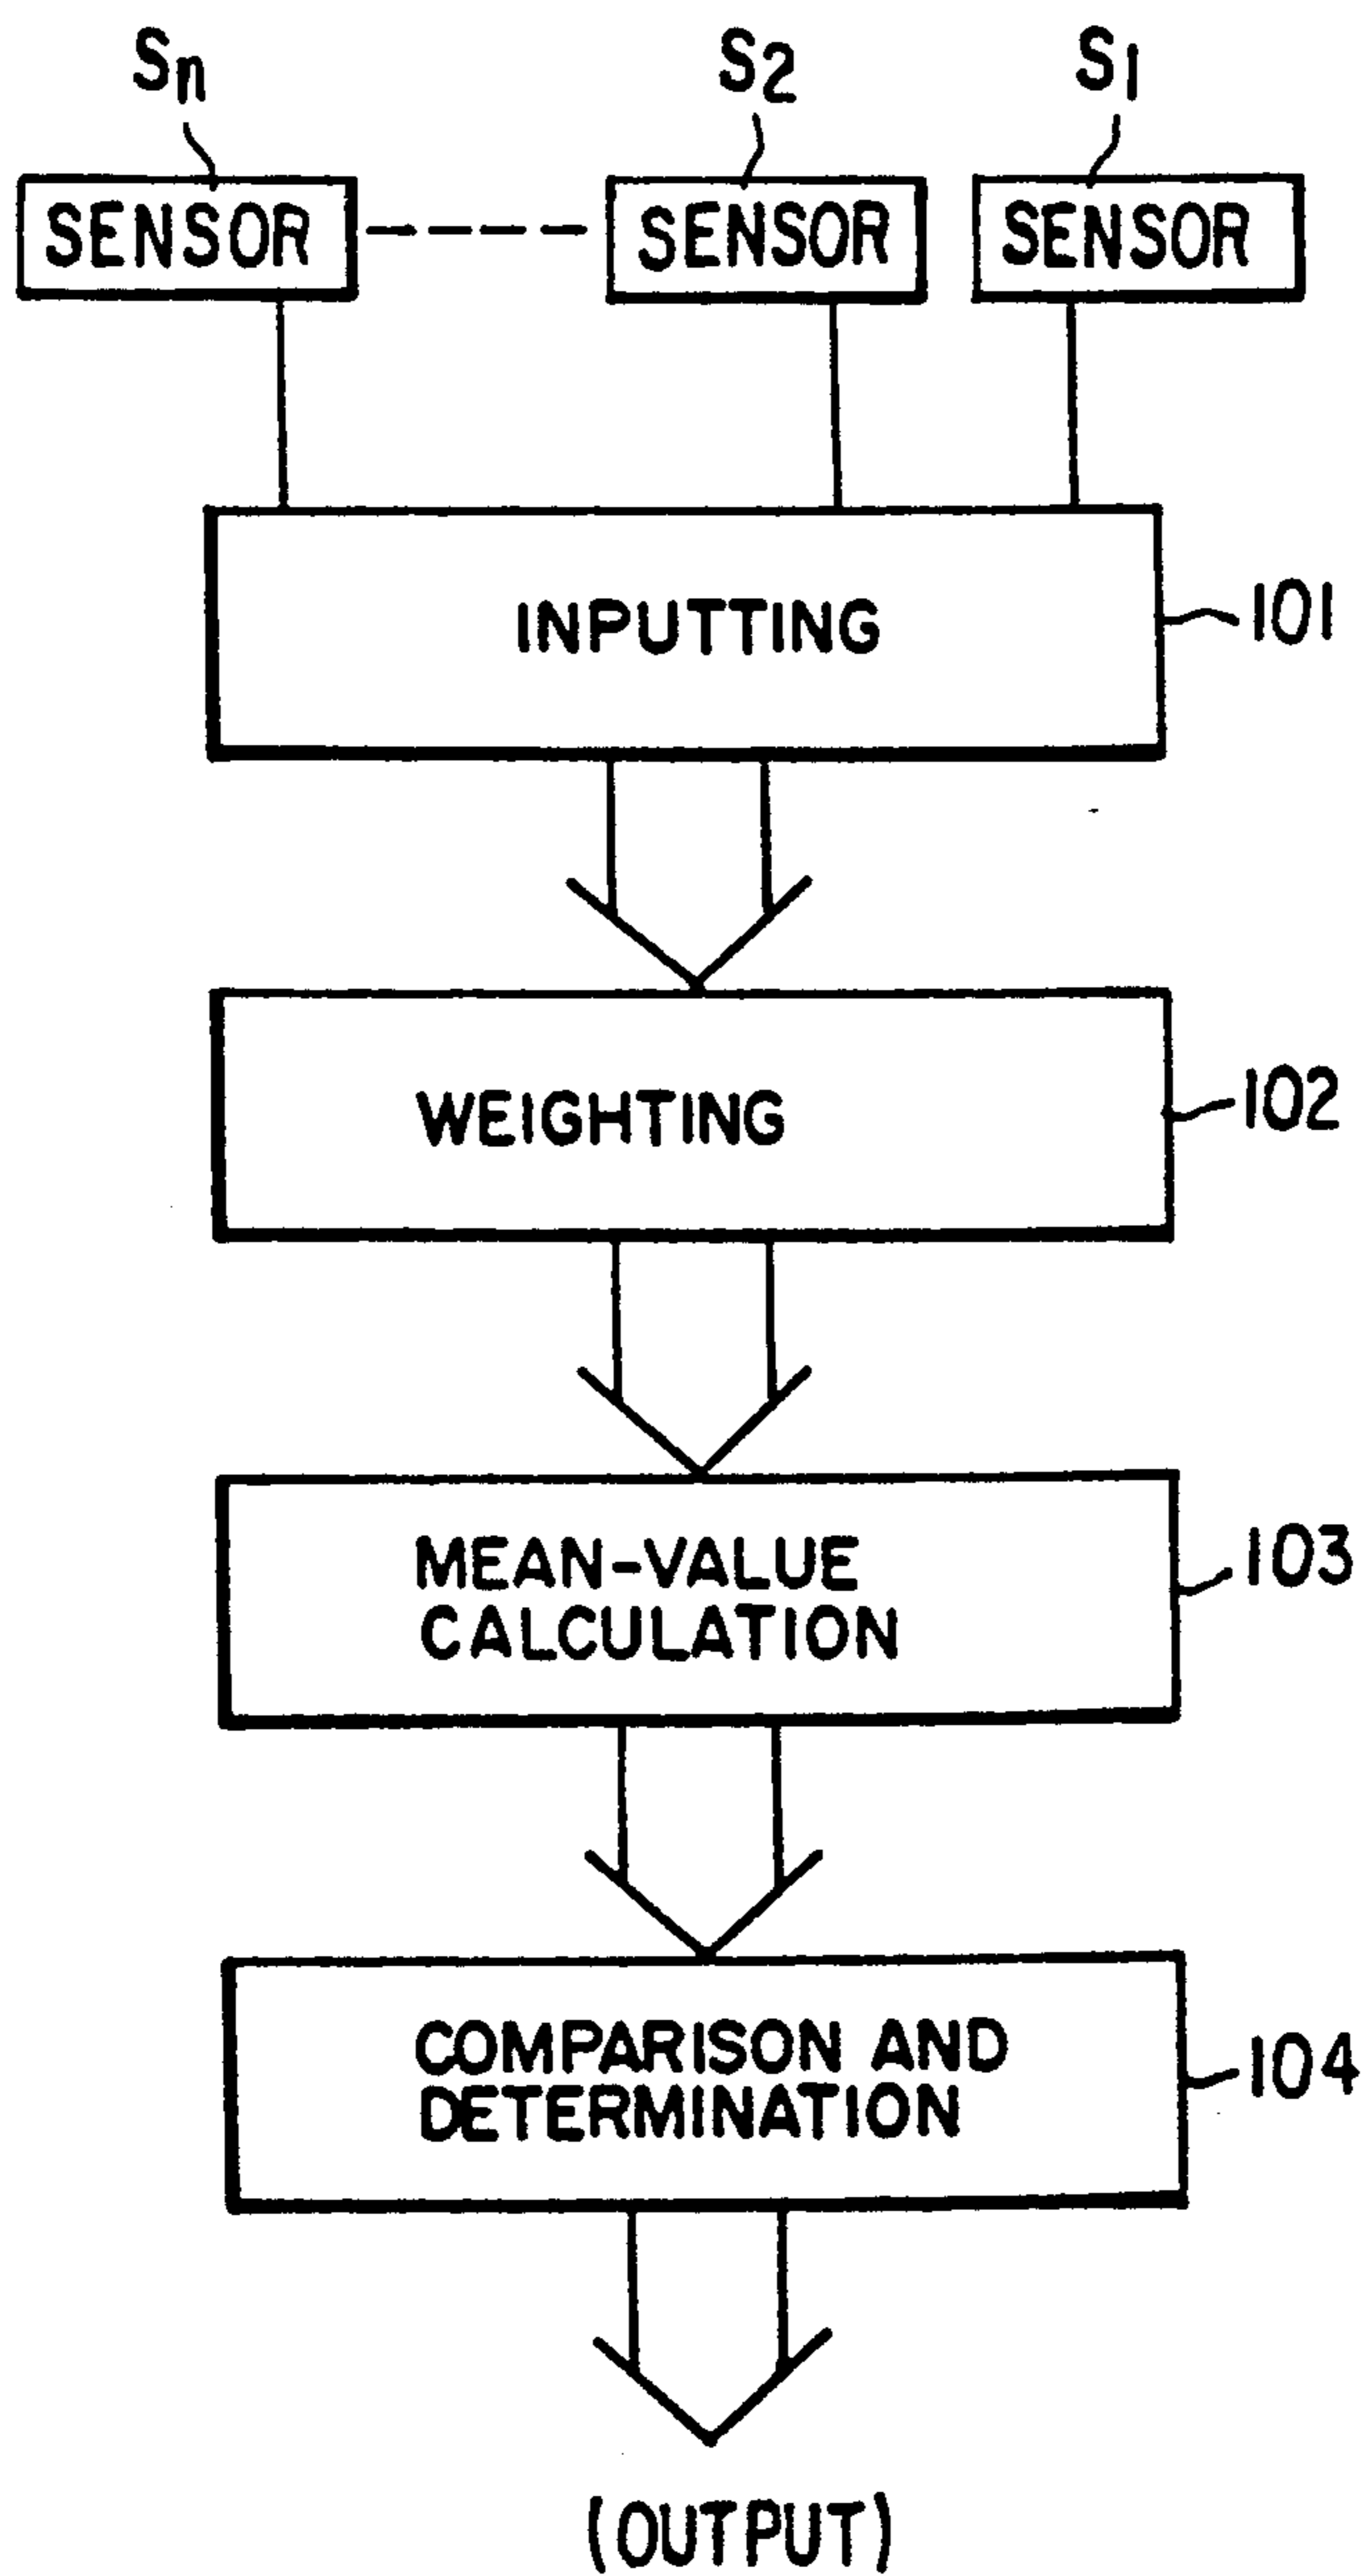 Sn S2 S1
SENSOR SENSOR SENSOR
INPUTTING 101
WEIGHTING 102
MEAN-VALUE
CALCULATION 103
COMPARISON AND
DETERMINATION 104
(OUTPUT)